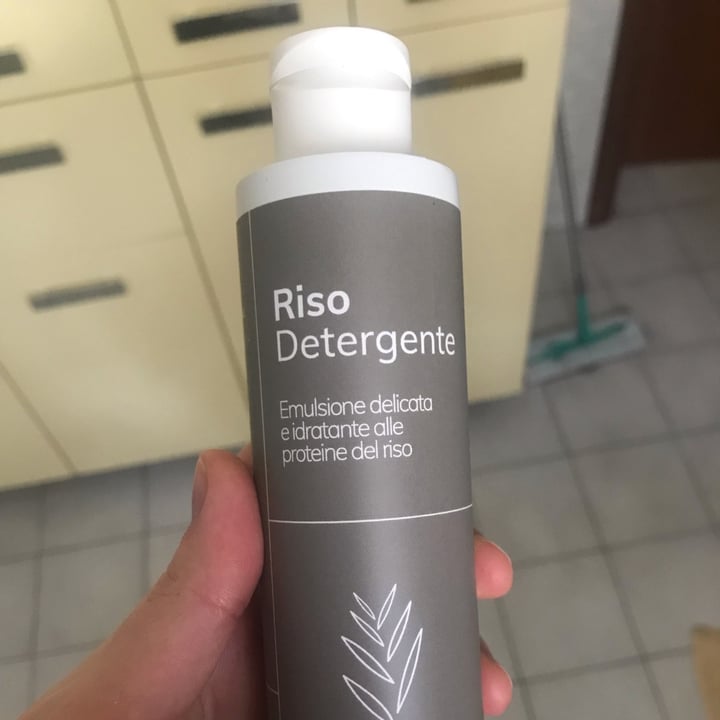 Riso
Detergente
Emulsione delicata
e idratante alle
proteine del riso